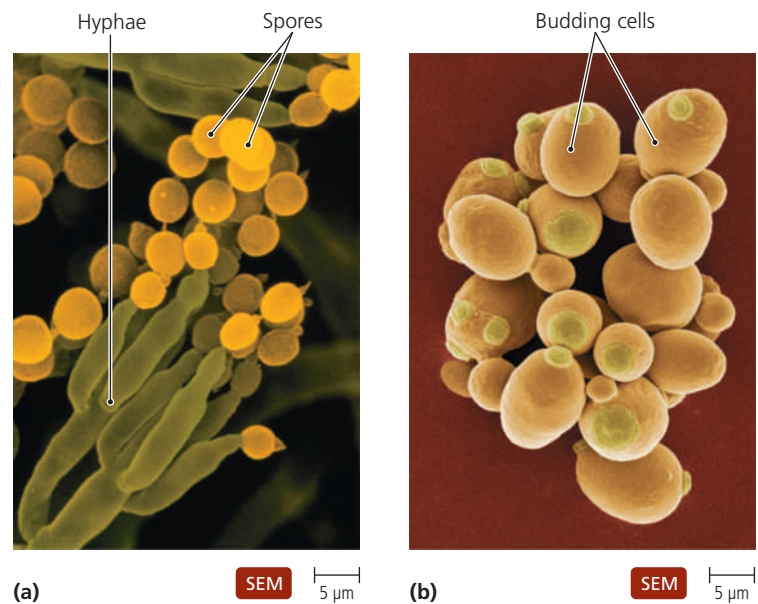 Hyphae
Spores
Budding cells
(a)
SEM
5 μm
(b)
SEM
5 μm